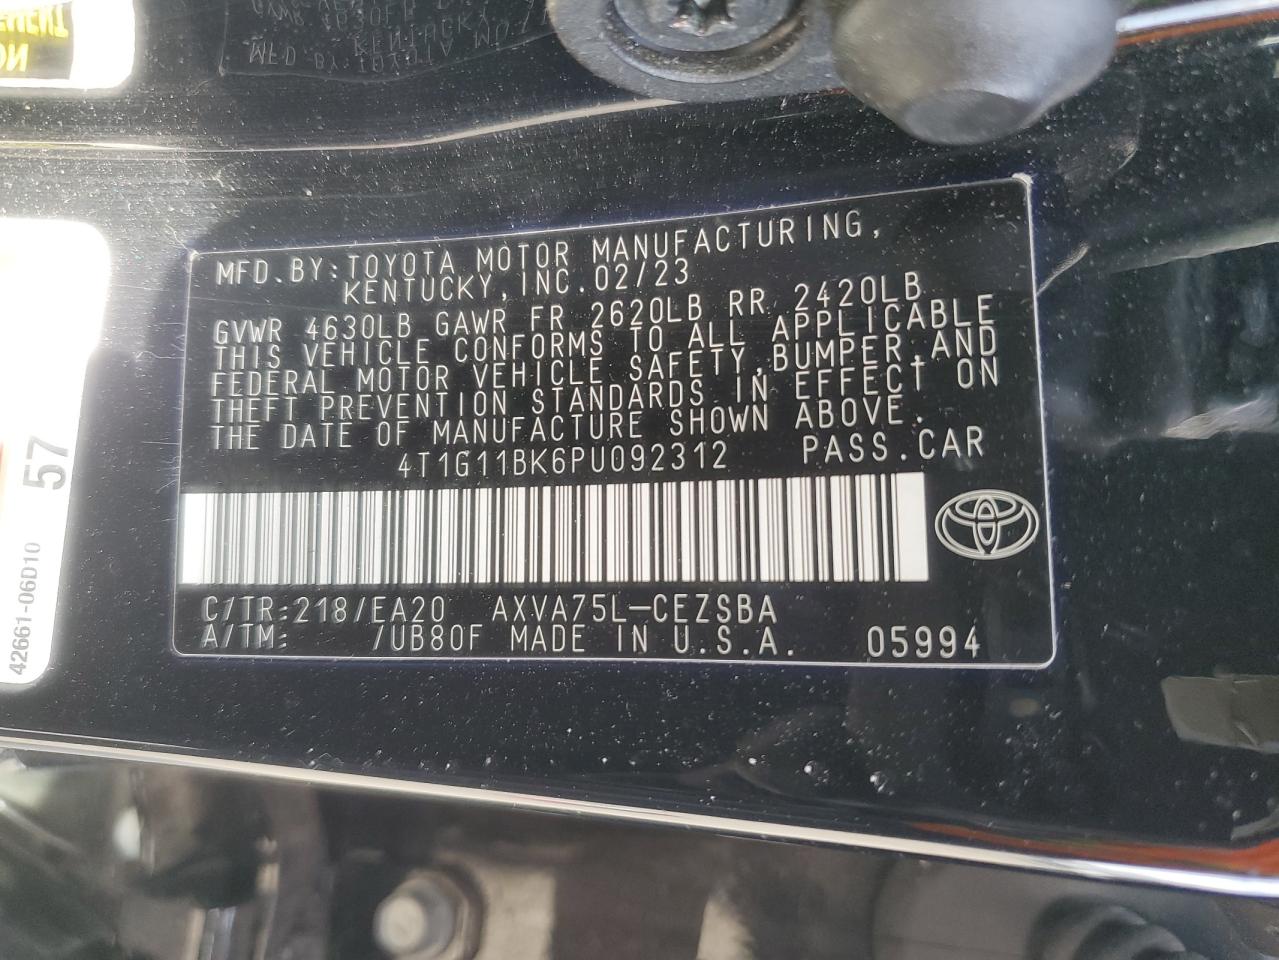 MFD.BY:TOYOTA MOTOR MANUFACTURING,
KENTUCKY,INC.02/23
GVWR 4630LB GAWR FR 2620LB RR 2420LB
THIS VEHICLE CONFORMS TO ALL APPLICABLE
FEDERAL MOTOR VEHICLE SAFETY,BUMPER,AND
THEFT PREVENTION STANDARDS IN EFFECT ON
THE DATE OF MANUFACTURE SHOWN ABOVE.
4T1G11BK6PU092312 PASS.CAR
C/TR:218/EA20 AXVA75L-CEZSBA
A/TM: /UB80F MADE IN U.S.A. 05994
57
42661-06D10